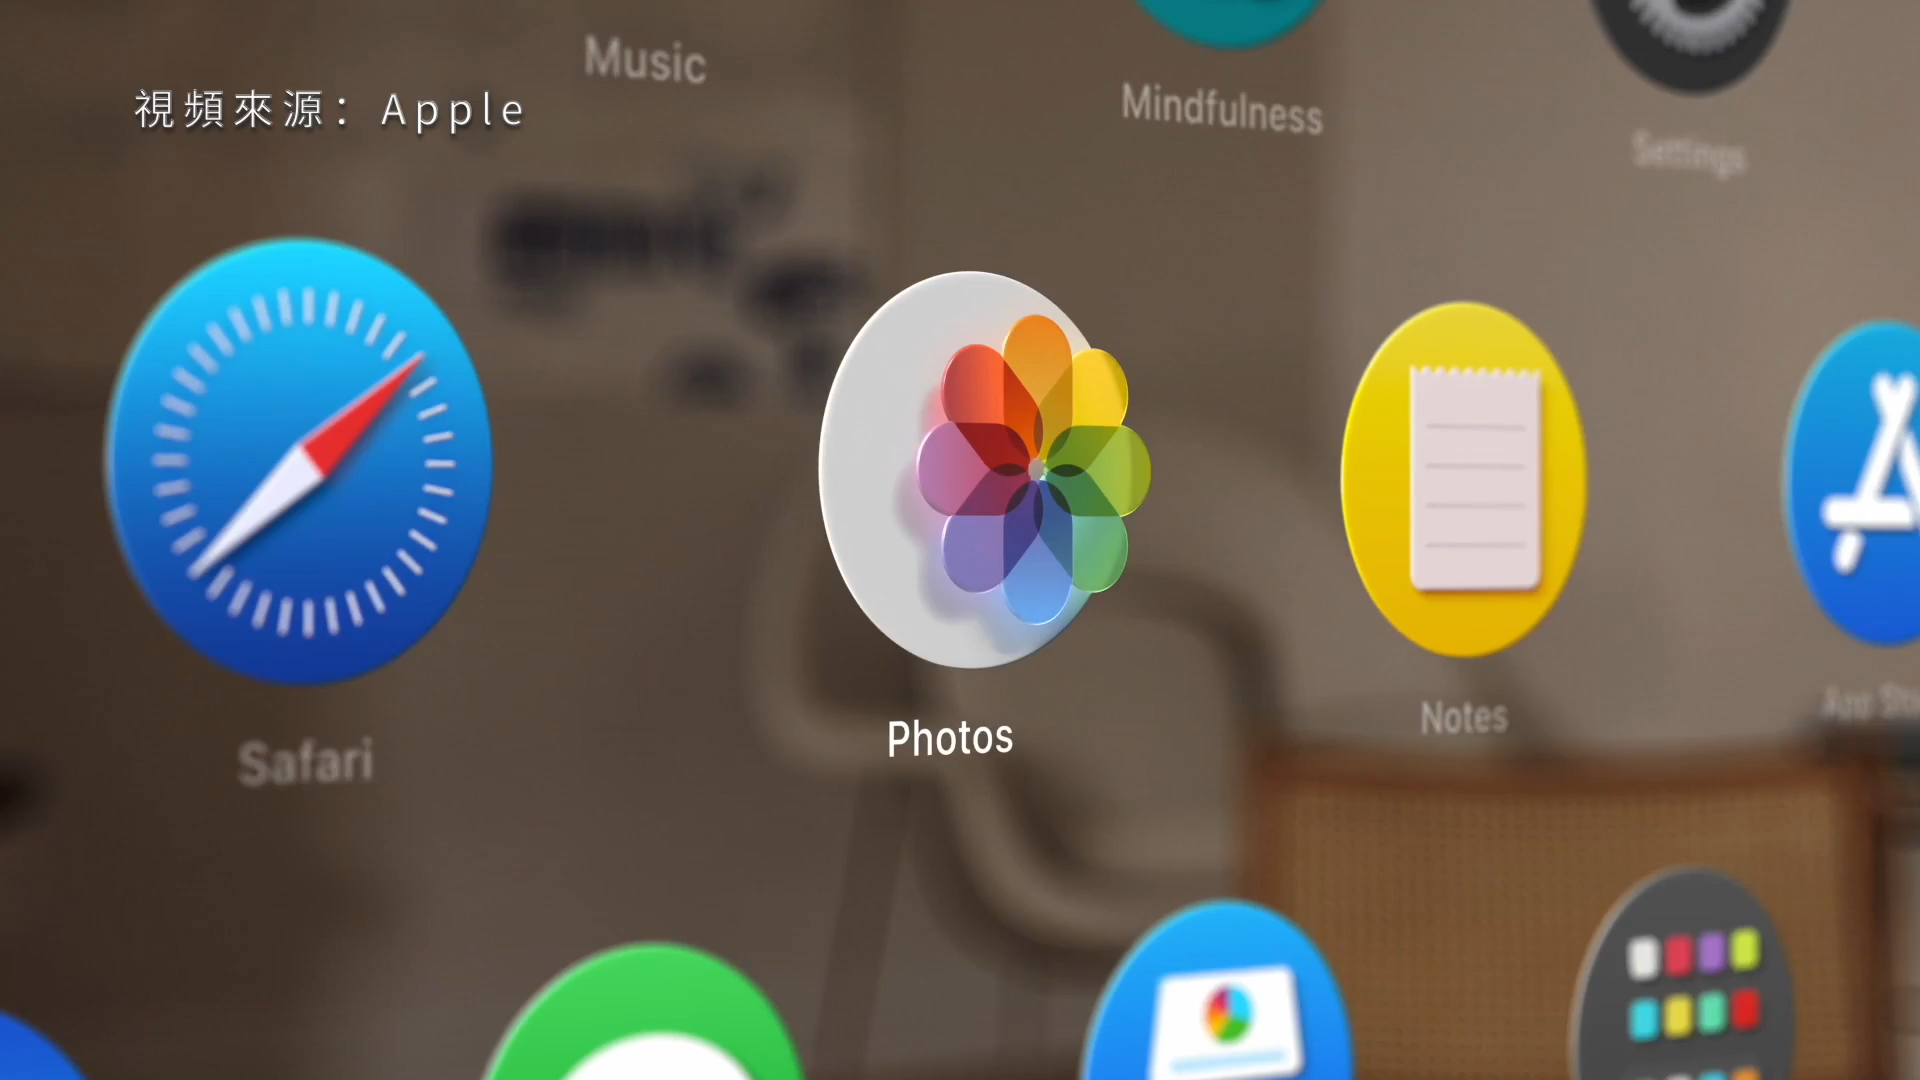 Music
Mindfulness
Settings
視頻來源：Apple
Safari
Photos
Notes